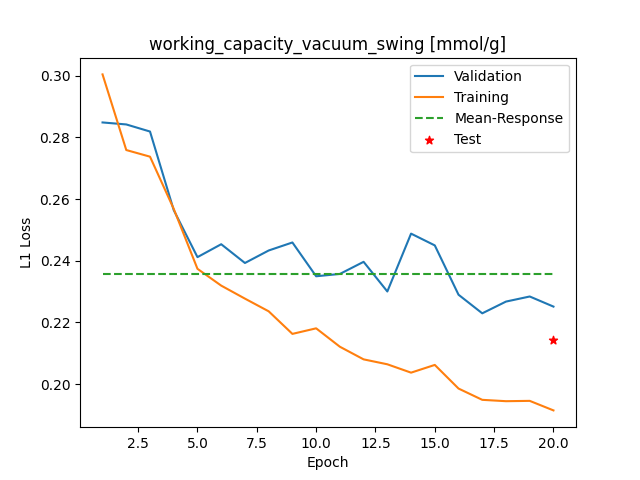 working_capacity_vacuum_swing [mmol/g]
0.30
0.28
0.26
0.24
0.22
0.20
L1 Loss
Validation
Training
Mean-Response
Test
2.5
5.0
7.5
10.0
12.5
15.0
17.5
20.0
Epoch